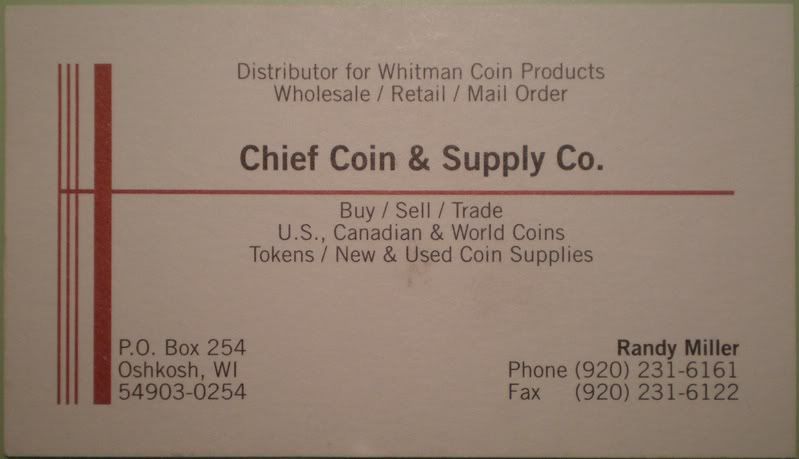 Distributor for Whitman Coin Products
Wholesale / Retail / Mail Order
Chief Coin & Supply Co.
Buy / Sell / Trade
U.S., Canadian & World Coins
Tokens / New & Used Coin Supplies
P.O. Box 254
Oshkosh, WI
54903-0254
Randy Miller
Phone (920) 231-6161
Fax (920) 231-6122